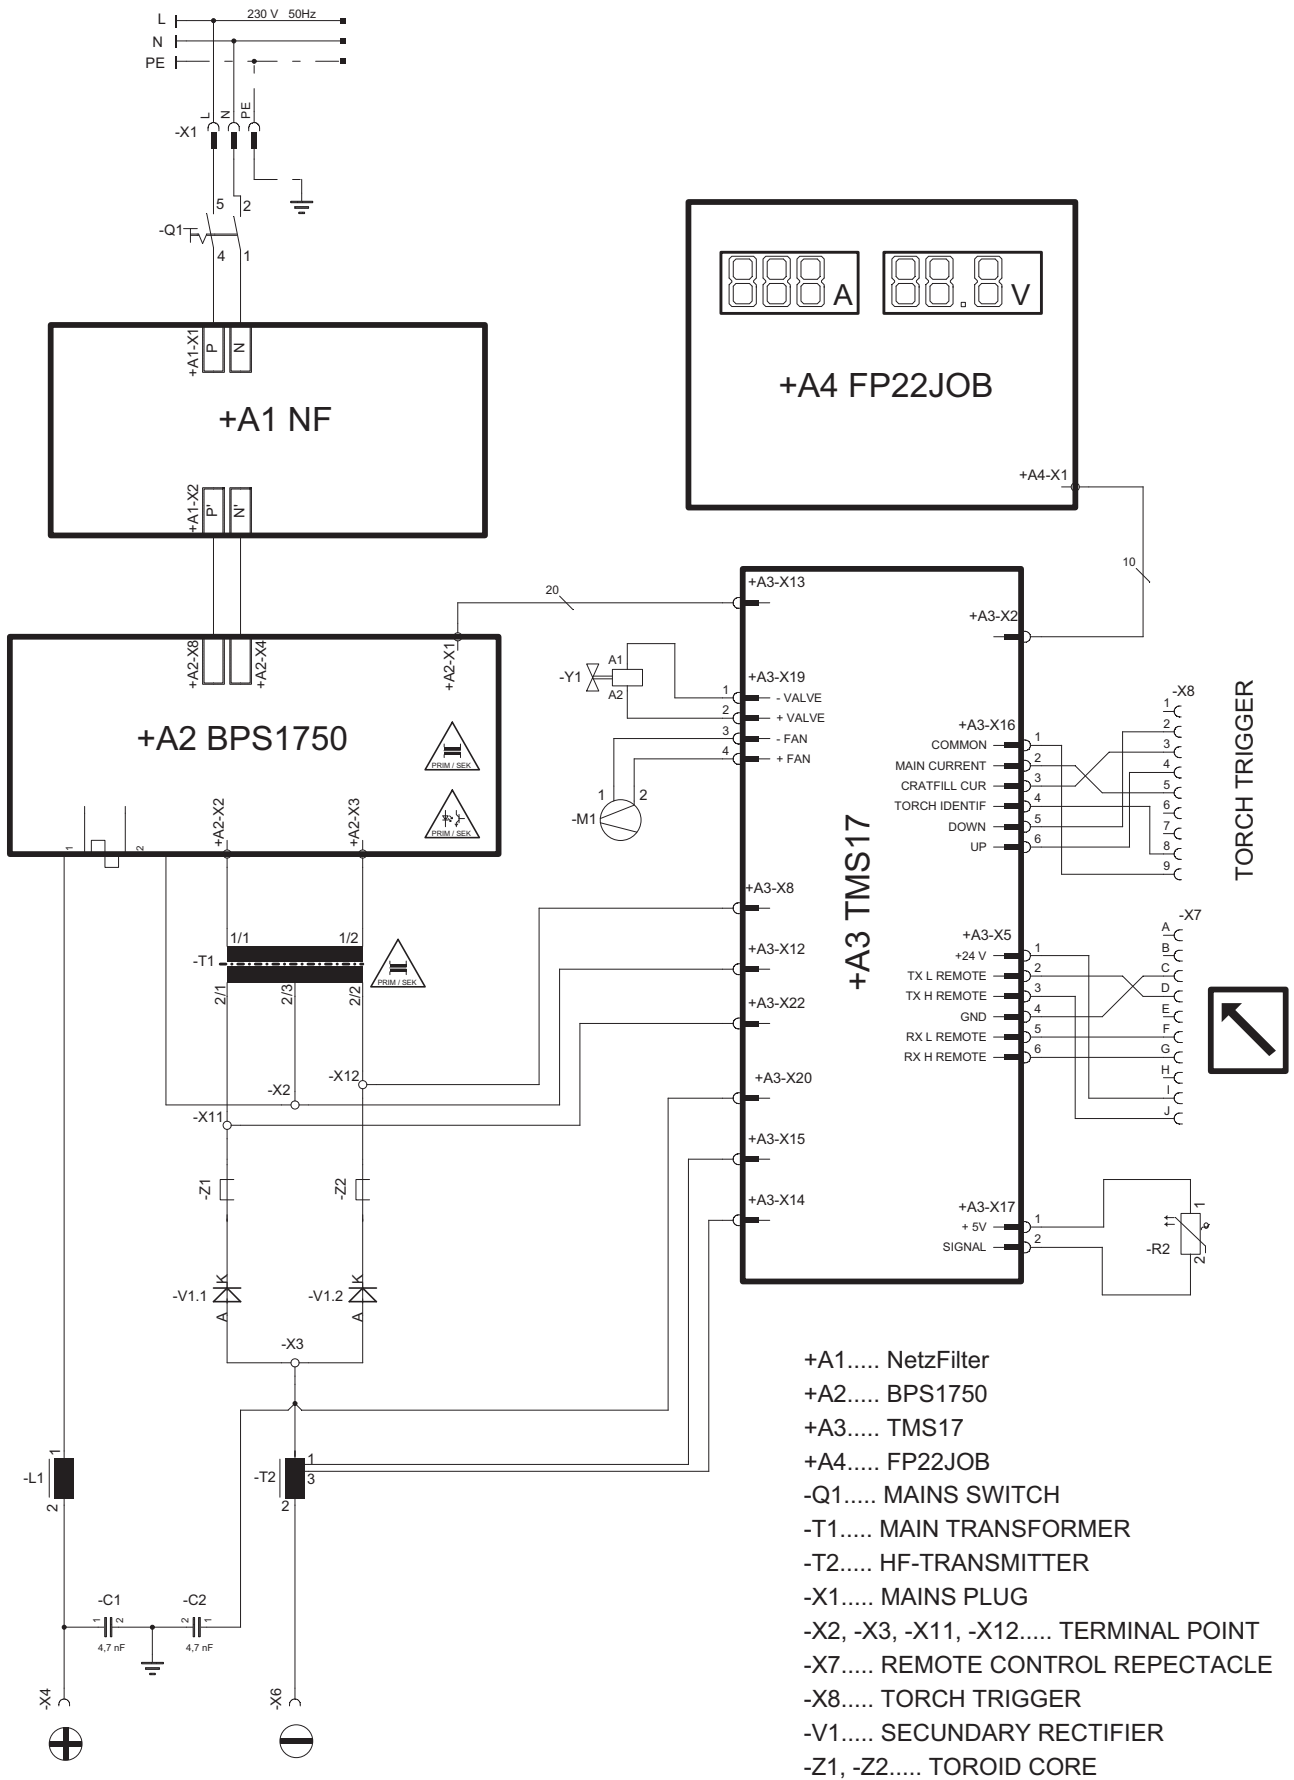 L 230 V 50Hz
N
PE
L N PE
-X1
5 2
-Q1
4 1
+A1-X1 P N
+A1 NF
+A1-X2 P' N'
+A2-X8 +A2-X4 +A2-X1
+A2 BPS1750
PRIM / SEK
PRIM / SEK
1 2 +A2-X2 +A2-X3
1/1 1/2
-T1
PRIM / SEK
2/1 2/3 2/2
-X12
-X2
-X11
-Z1 -Z2
K K
-V1.1 -V1.2
A A
-X3
1
-L1
2
1
-T2 3
2
-C1 -C2
1 2 2 1
4,7 nF 4,7 nF
-X4 -X6
A V
+A4 FP22JOB
+A4-X1
10
20
+A3-X13
+A3-X2
A1
-Y1
A2
+A3-X19
1 - VALVE
2 + VALVE
3 - FAN
4 + FAN
1 2
-M1
+A3 TMS17
+A3-X8
+A3-X12
+A3-X22
+A3-X20
+A3-X15
+A3-X14
+A3-X16
COMMON 1
MAIN CURRENT 2
CRATFILL CUR 3
TORCH IDENTIF 4
DOWN 5
UP 6
-X8
1
2
3
4
5
6
7
8
9
TORCH TRIGGER
+A3-X5
+24 V 1
TX L REMOTE 2
TX H REMOTE 3
GND 4
RX L REMOTE 5
RX H REMOTE 6
-X7
A
B
C
D
E
F
G
H
I
J
+A3-X17
+ 5V 1
SIGNAL 2
1
-R2
2
+A1..... NetzFilter
+A2..... BPS1750
+A3..... TMS17
+A4..... FP22JOB
-Q1..... MAINS SWITCH
-T1..... MAIN TRANSFORMER
-T2..... HF-TRANSMITTER
-X1..... MAINS PLUG
-X2, -X3, -X11, -X12..... TERMINAL POINT
-X7..... REMOTE CONTROL REPECTACLE
-X8..... TORCH TRIGGER
-V1..... SECUNDARY RECTIFIER
-Z1, -Z2..... TOROID CORE